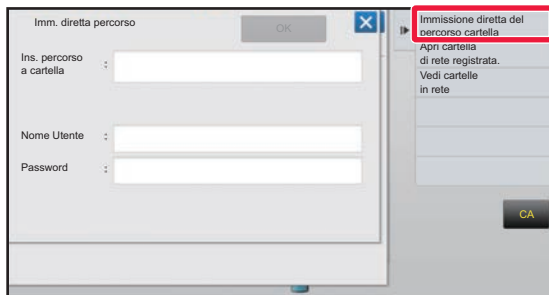 Imm. diretta percorso
OK
Ins. percorso
a cartella
:
Nome Utente :
Password :
Immissione diretta del
percorso cartella
Apri cartella
di rete registrata.
Vedi cartelle
in rete
CA